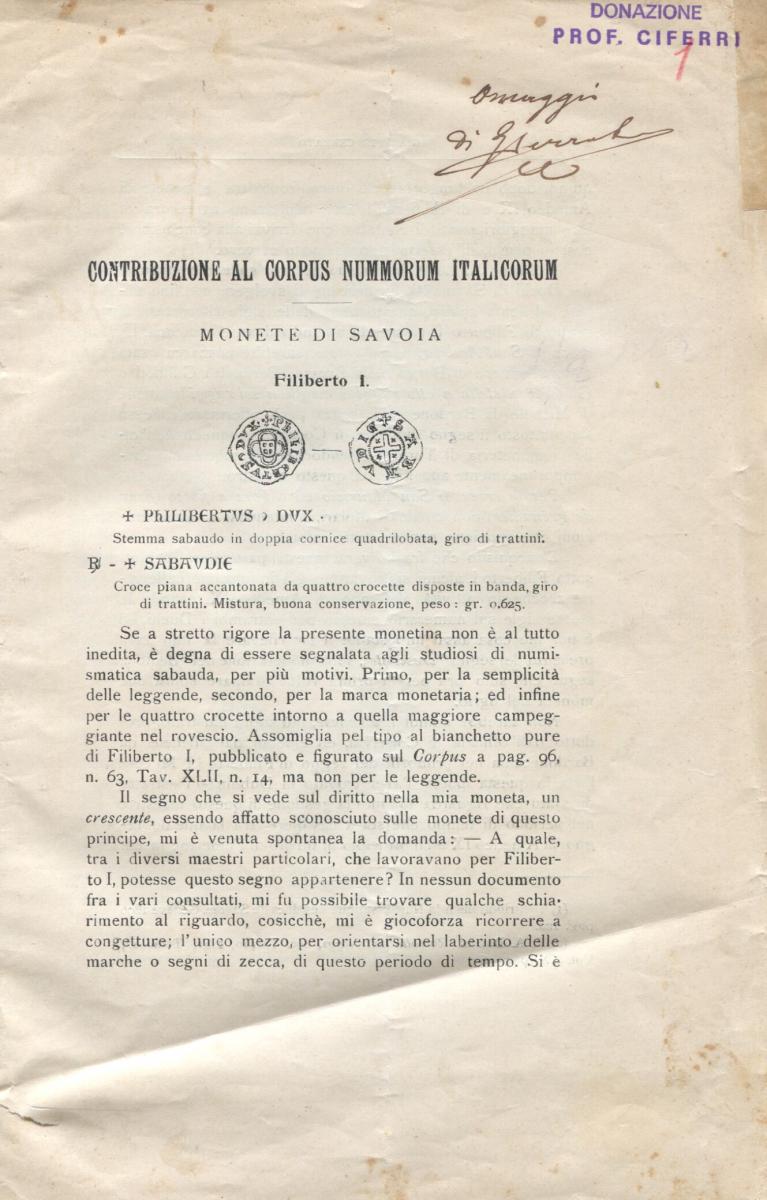 DONAZIONE
PROF. CIFERRI
1
Omaggio
di
CONTRIBUZIONE AL CORPUS NUMMORUM ITALICORUM
MONETE DI SAVOIA
Filiberto I.
✠ PhILIBERTVS DVX ·
Stemma sabaudo in doppia cornice quadrilobata, giro di trattini.
℞ - ✠ SABAVDIE
Croce piana accantonata da quattro crocette disposte in banda, giro
di trattini. Mistura, buona conservazione, peso : gr. 0.625.
Se a stretto rigore la presente monetina non è al tutto
inedita, è degna di essere segnalata agli studiosi di numi-
smatica sabauda, per più motivi. Primo, per la semplicità
delle leggende, secondo, per la marca monetaria ; ed infine
per le quattro crocette intorno a quella maggiore campeg-
giante nel rovescio. Assomiglia pel tipo al bianchetto pure
di Filiberto I, pubblicato e figurato sul Corpus a pag. 96,
n. 63, Tav. XLII, n. 14, ma non per le leggende.
Il segno che si vede sul diritto nella mia moneta, un
crescente, essendo affatto sconosciuto sulle monete di questo
principe, mi è venuta spontanea la domanda : — A quale,
tra i diversi maestri particolari, che lavoravano per Filiber-
to I, potesse questo segno appartenere ? In nessun documento
fra i vari consultati, mi fu possibile trovare qualche schia-
rimento al riguardo, cosicchè, mi è giocoforza ricorrere a
congetture; l'unico mezzo, per orientarsi nel laberinto delle
marche o segni di zecca, di questo periodo di tempo. Si è